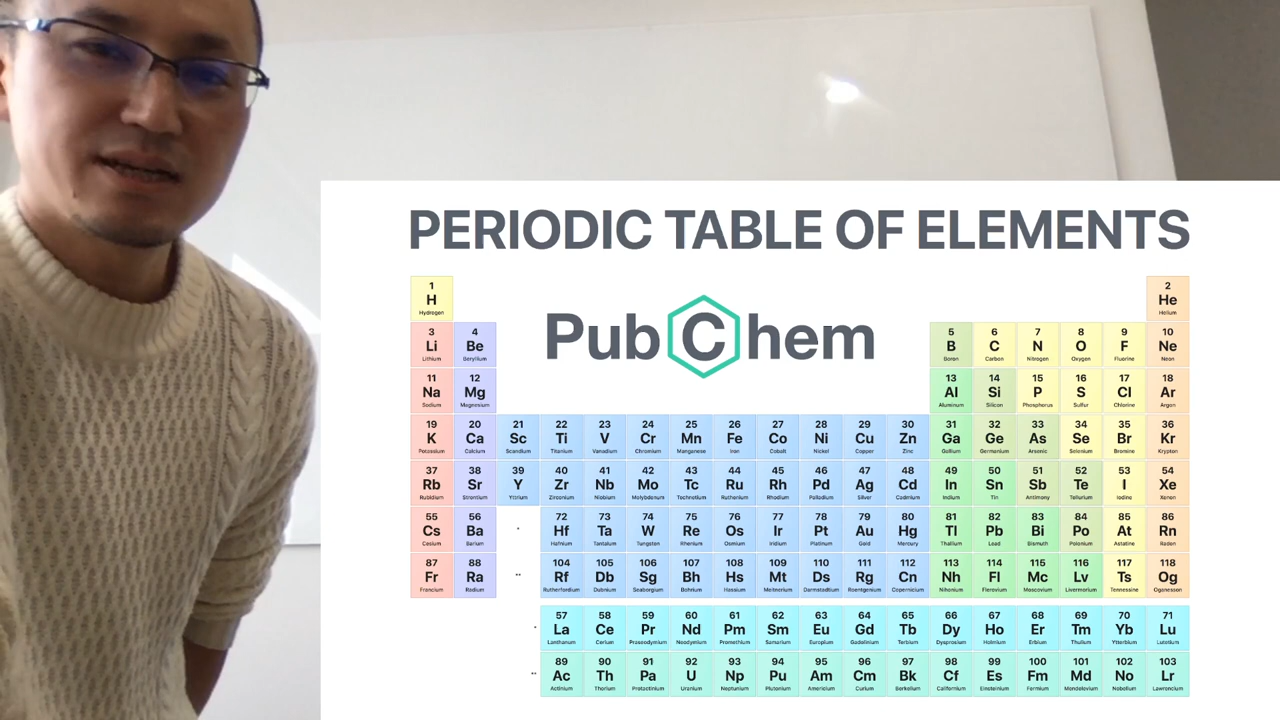 PERIODIC TABLE OF ELEMENTS
PubChem
1 2
H He
Hydrogen Helium
3 4 5 6 7 8 9 10
Li Be B C N O F Ne
Lithium Beryllium Boron Carbon Nitrogen Oxygen Fluorine Neon
11 12 13 14 15 16 17 18
Na Mg Al Si P S Cl Ar
Sodium Magnesium Aluminum Silicon Phosphorus Sulfur Chlorine Argon
19 20 21 22 23 24 25 26 27 28 29 30 31 32 33 34 35 36
K Ca Sc Ti V Cr Mn Fe Co Ni Cu Zn Ga Ge As Se Br Kr
Potassium Calcium Scandium Titanium Vanadium Chromium Manganese Iron Cobalt Nickel Copper Zinc Gallium Germanium Arsenic Selenium Bromine Krypton
37 38 39 40 41 42 43 44 45 46 47 48 49 50 51 52 53 54
Rb Sr Y Zr Nb Mo Tc Ru Rh Pd Ag Cd In Sn Sb Te I Xe
Rubidium Strontium Yttrium Zirconium Niobium Molybdenum Technetium Ruthenium Rhodium Palladium Silver Cadmium Indium Tin Antimony Tellurium Iodine Xenon
55 56 * 72 73 74 75 76 77 78 79 80 81 82 83 84 85 86
Cs Ba Hf Ta W Re Os Ir Pt Au Hg Tl Pb Bi Po At Rn
Cesium Barium Hafnium Tantalum Tungsten Rhenium Osmium Iridium Platinum Gold Mercury Thallium Lead Bismuth Polonium Astatine Radon
87 88 ** 104 105 106 107 108 109 110 111 112 113 114 115 116 117 118
Fr Ra Rf Db Sg Bh Hs Mt Ds Rg Cn Nh Fl Mc Lv Ts Og
Francium Radium Rutherfordium Dubnium Seaborgium Bohrium Hassium Meitnerium Darmstadtium Roentgenium Copernicium Nihonium Flerovium Moscovium Livermorium Tennessine Oganesson
* 57 58 59 60 61 62 63 64 65 66 67 68 69 70 71
La Ce Pr Nd Pm Sm Eu Gd Tb Dy Ho Er Tm Yb Lu
Lanthanum Cerium Praseodymium Neodymium Promethium Samarium Europium Gadolinium Terbium Dysprosium Holmium Erbium Thulium Ytterbium Lutetium
** 89 90 91 92 93 94 95 96 97 98 99 100 101 102 103
Ac Th Pa U Np Pu Am Cm Bk Cf Es Fm Md No Lr
Actinium Thorium Protactinium Uranium Neptunium Plutonium Americium Curium Berkelium Californium Einsteinium Fermium Mendelevium Nobelium Lawrencium